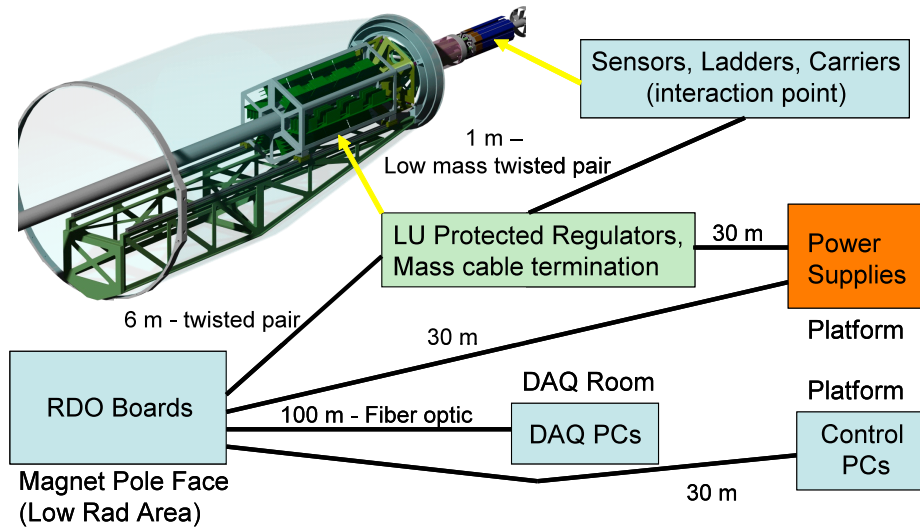 Sensors, Ladders, Carriers
(interaction point)
1 m –
Low mass twisted pair
LU Protected Regulators,
Mass cable termination
30 m
Power
Supplies
Platform
6 m - twisted pair
30 m
RDO Boards
Magnet Pole Face
(Low Rad Area)
100 m - Fiber optic
DAQ Room
DAQ PCs
Platform
Control
PCs
30 m